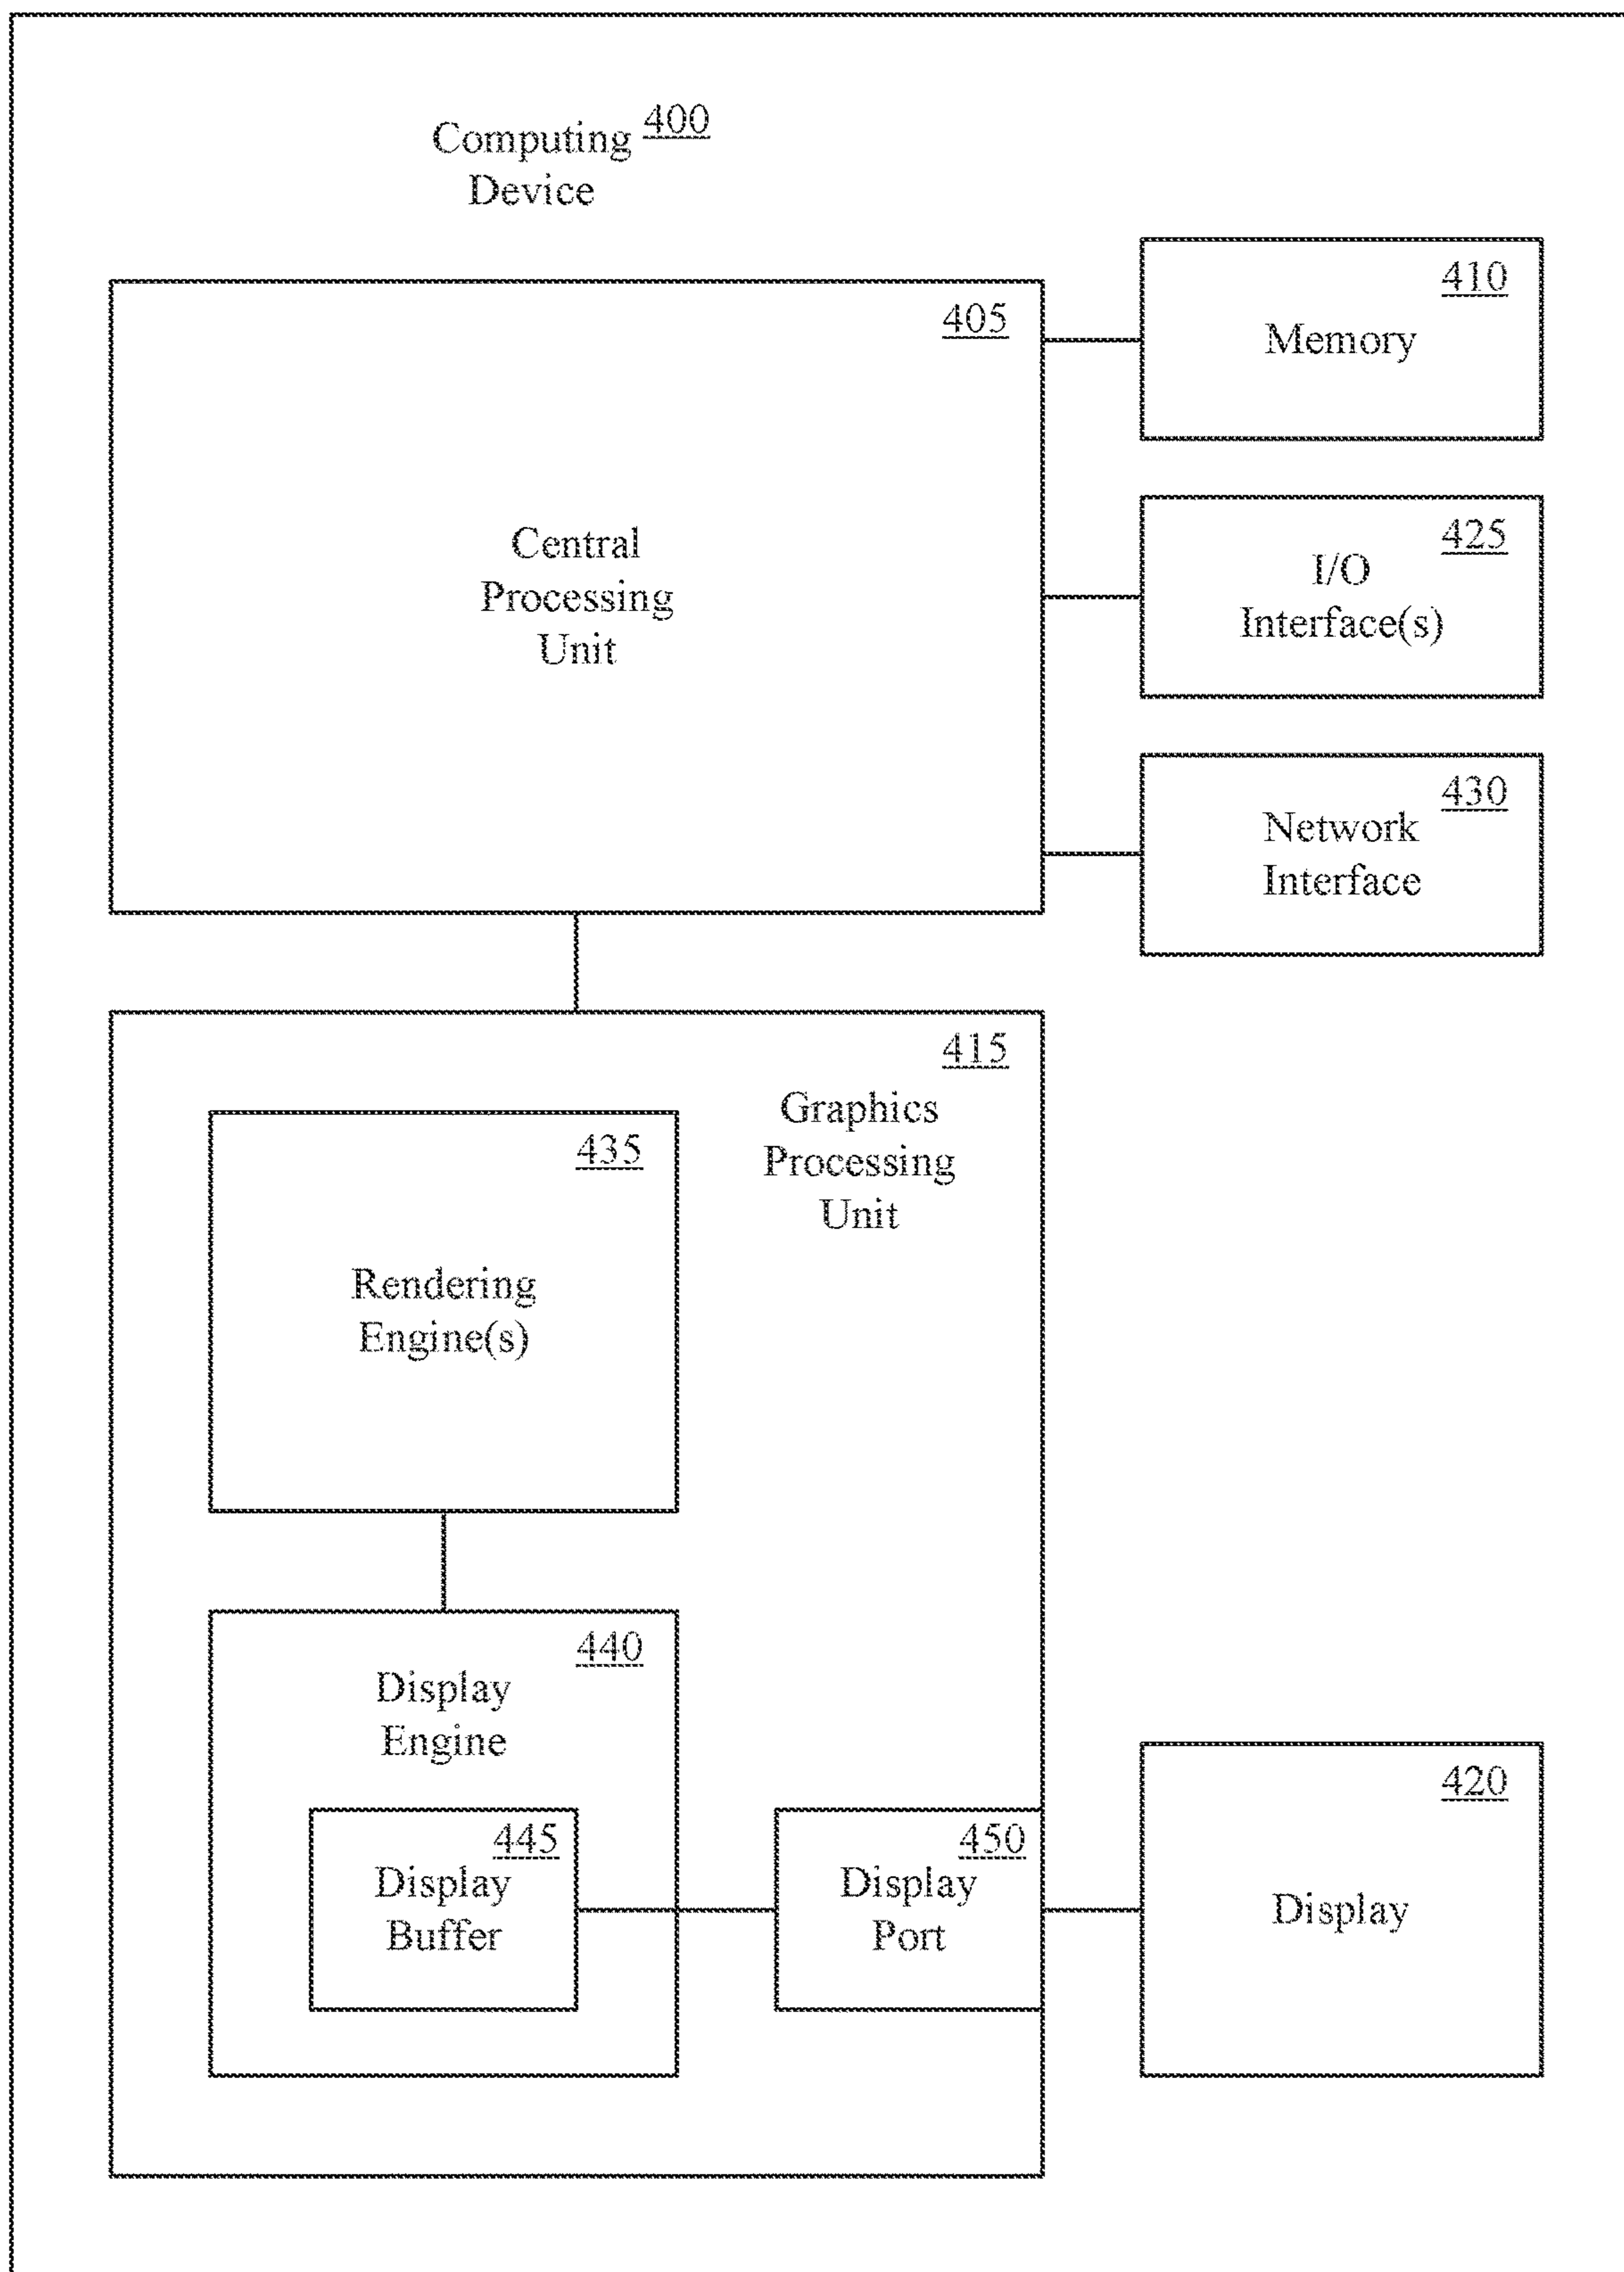 Computing 400
Device
405
Central
Processing
Unit
410
Memory
425
I/O
Interface(s)
430
Network
Interface
415
Graphics
Processing
Unit
435
Rendering
Engine(s)
440
Display
Engine
445
Display
Buffer
450
Display
Port
420
Display